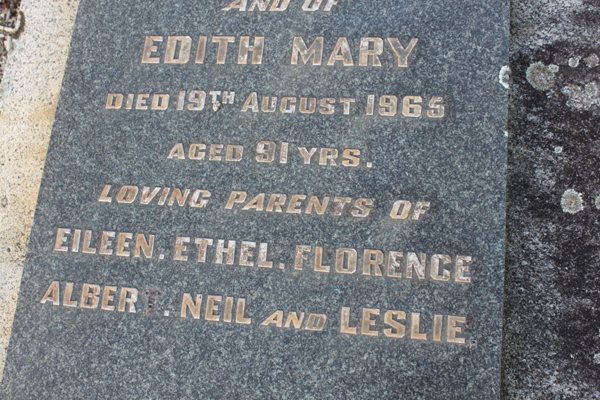 AND OF
EDITH MARY
DIED 19TH AUGUST 1965
AGED 91 YRS.
LOVING PARENTS OF
EILEEN. ETHEL. FLORENCE
ALBERT. NEIL AND LESLIE.